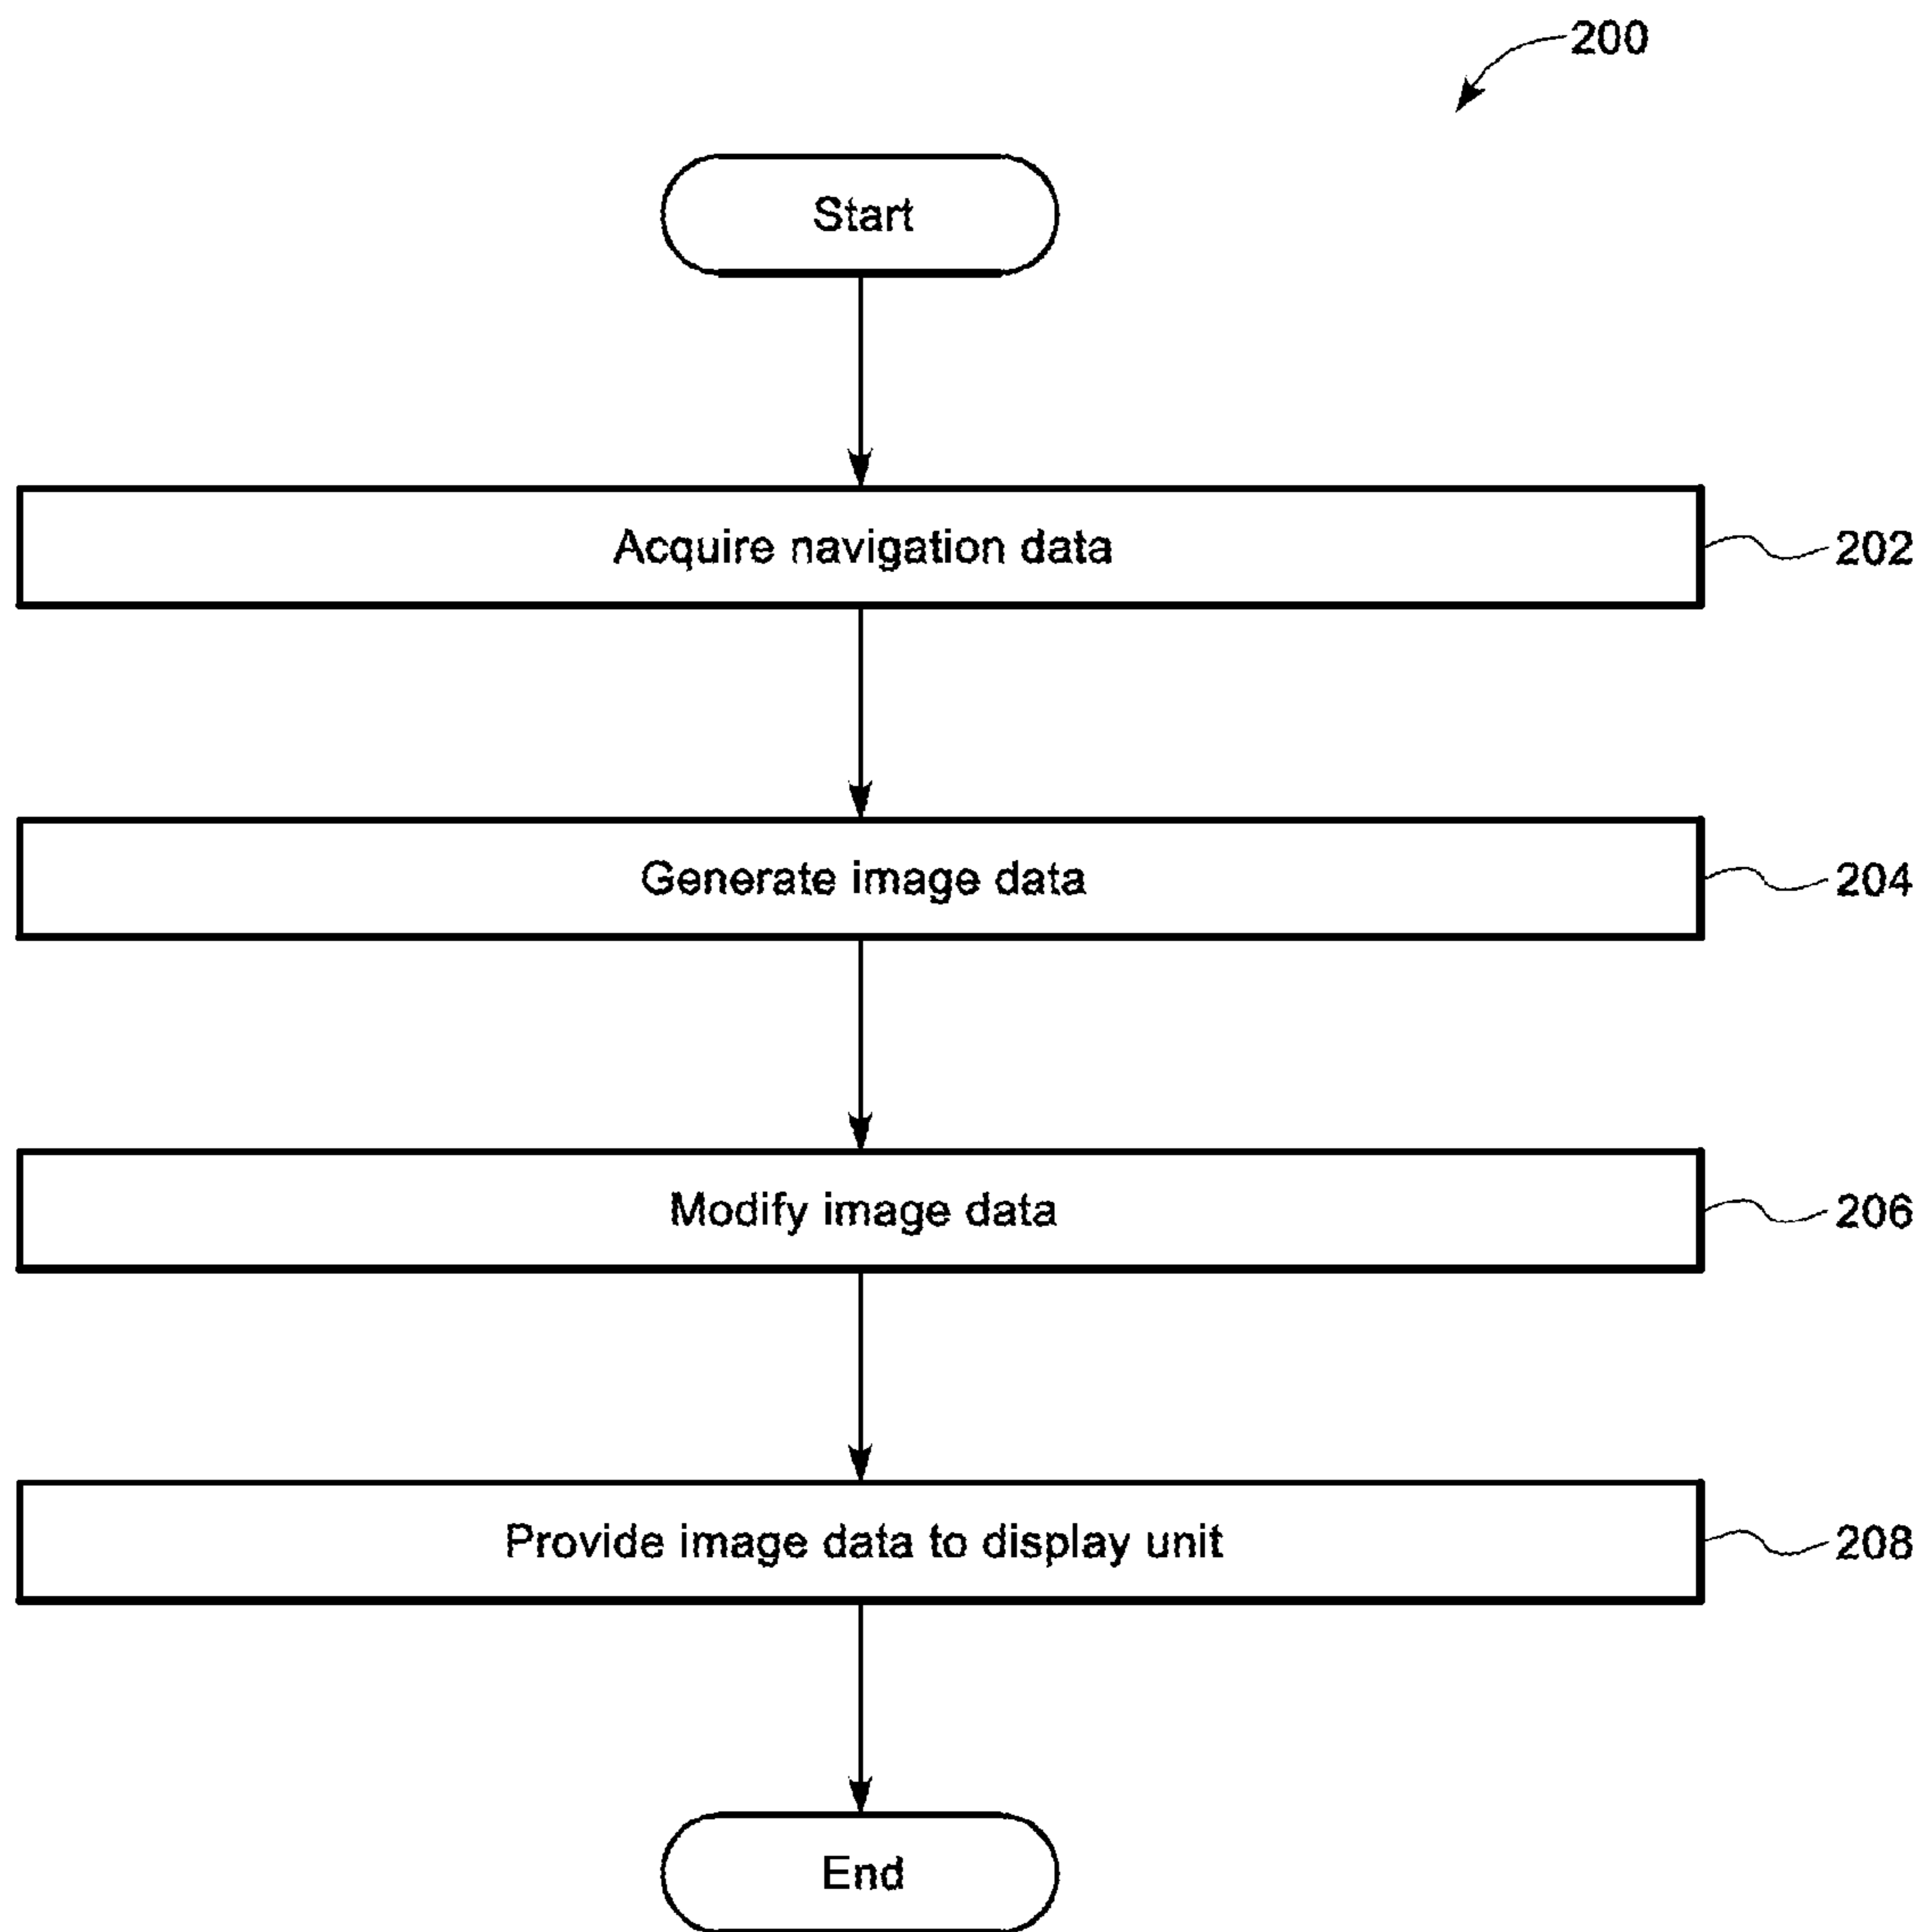 200
Start
Acquire navigation data
202
Generate image data
204
Modify image data
206
Provide image data to display unit
208
End